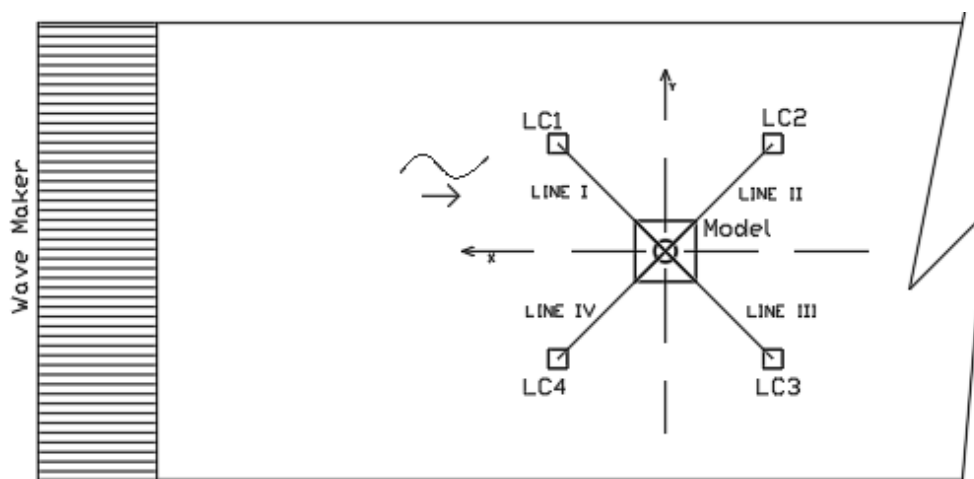 Wave Maker
Y
LC1
LC2
LINE I
LINE II
Model
X
LINE IV
LINE III
LC4
LC3